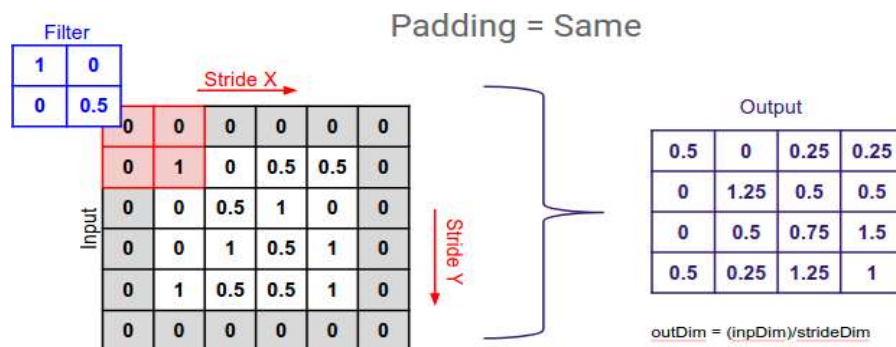 Padding = Same
Filter
1 0
0 0.5
Stride X
Input
0 0 0 0 0 0
0 1 0 0.5 0.5 0
0 0 0.5 1 0 0
0 0 1 0.5 1 0
0 1 0.5 0.5 1 0
0 0 0 0 0 0
Stride Y
Output
0.5 0 0.25 0.25
0 1.25 0.5 0.5
0 0.5 0.75 1.5
0.5 0.25 1.25 1
outDim = (inpDim)/strideDim